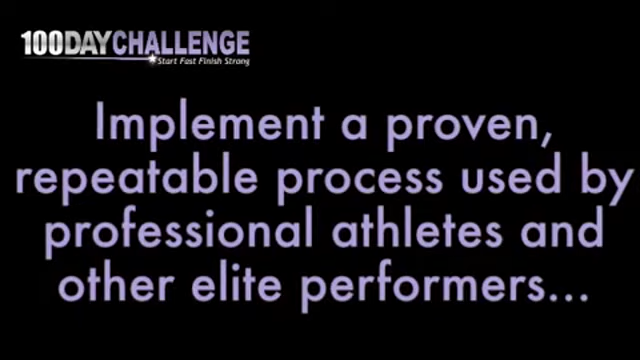 100DAYCHALLENGE
Start Fast Finish Strong
Implement a proven,
repeatable process used by
professional athletes and
other elite performers...